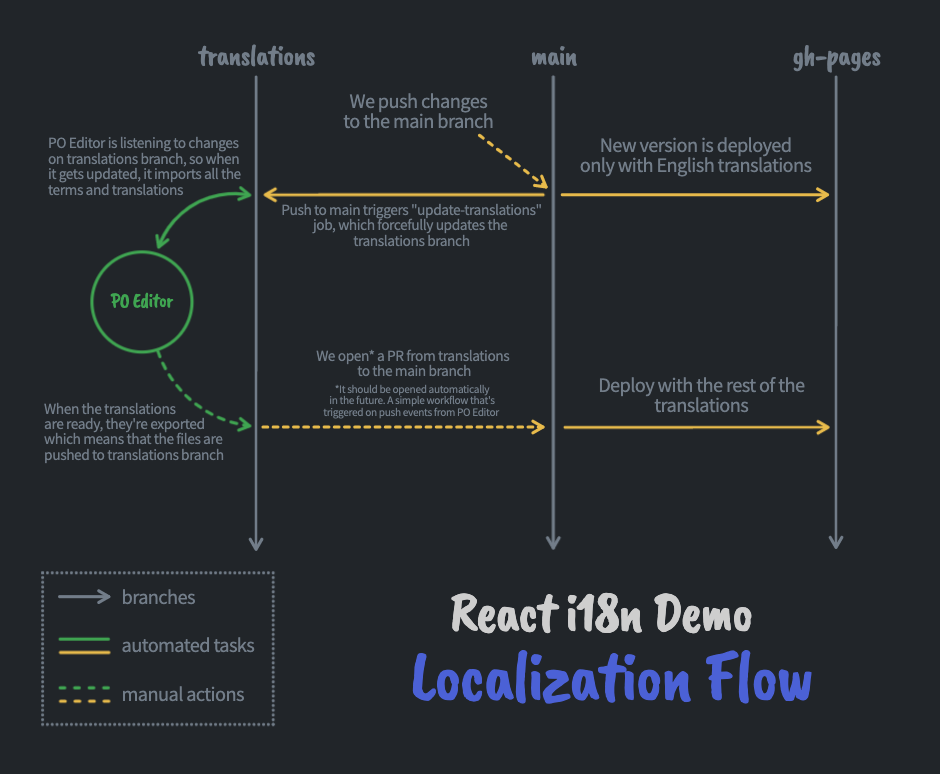 translations
main
gh-pages
We push changes
to the main branch
PO Editor is listening to changes
on translations branch, so when
it gets updated, it imports all the
terms and translations
New version is deployed
only with English translations
Push to main triggers "update-translations"
job, which forcefully updates the
translations branch
PO Editor
We open* a PR from translations
to the main branch
*It should be opened automatically
in the future. A simple workflow that's
triggered on push events from PO Editor
Deploy with the rest of the
translations
When the translations
are ready, they're exported
which means that the files are
pushed to translations branch
branches
automated tasks
manual actions
React i18n Demo
Localization Flow